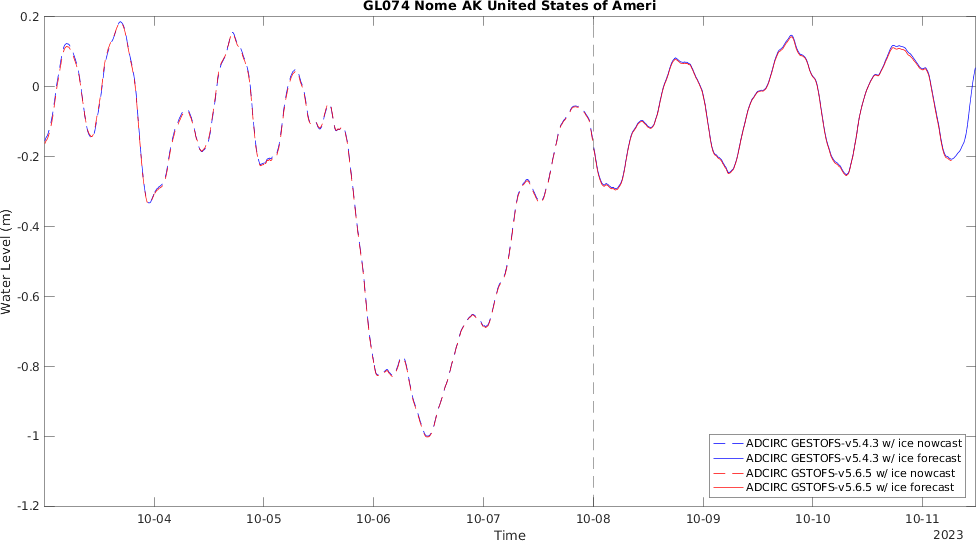 GL074 Nome AK United States of Ameri
0.2
0
-0.2
-0.4
-0.6
-0.8
-1
-1.2
Water Level (m)
ADCIRC GESTOFS-v5.4.3 w/ ice nowcast
ADCIRC GESTOFS-v5.4.3 w/ ice forecast
ADCIRC GSTOFS-v5.6.5 w/ ice nowcast
ADCIRC GSTOFS-v5.6.5 w/ ice forecast
10-04 10-05 10-06 10-07 10-08 10-09 10-10 10-11
Time
2023